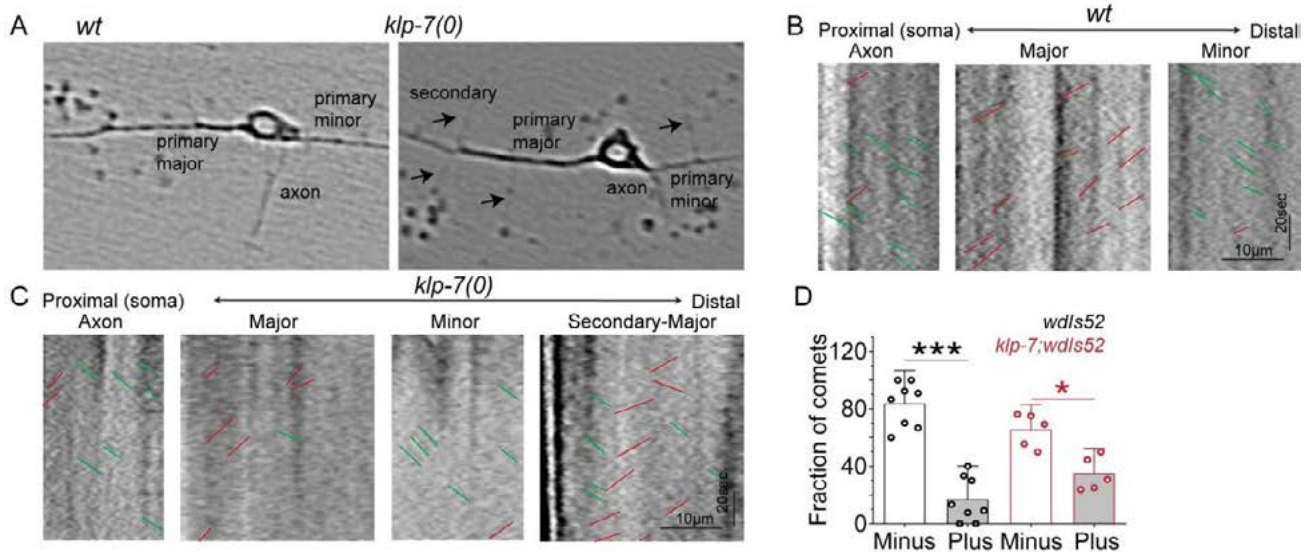 A
wt
klp-7(0)
primary
minor
primary
major
axon
secondary
primary
major
axon
primary
minor
B
wt
Proximal (soma)
Distall
Axon
Major
Minor
20sec
10μm
C
klp-7(0)
Proximal (soma)
Distal
Axon
Major
Minor
Secondary-Major
20sec
10μm
D
wdIs52
klp-7;wdIs52
Fraction of comets
120
80
40
0
***
*
Minus Plus Minus Plus